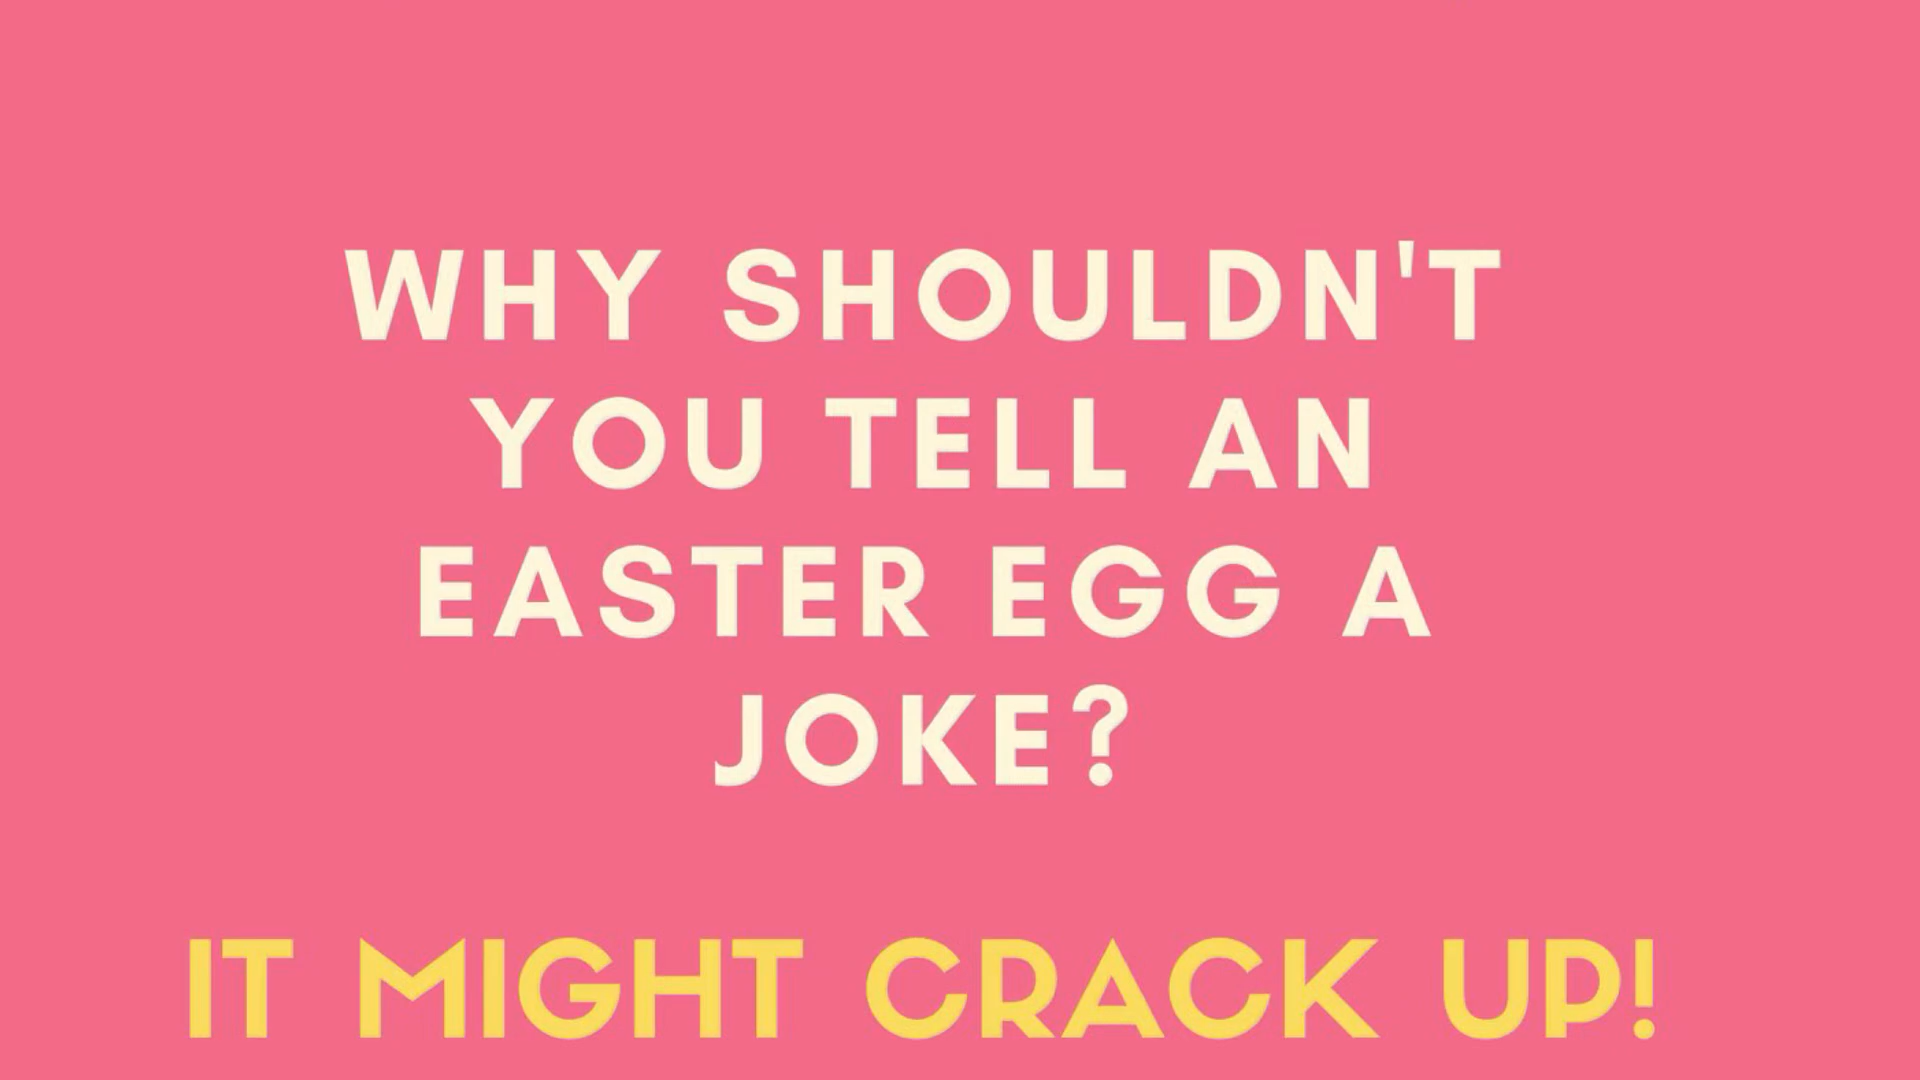 WHY SHOULDN'T
YOU TELL AN
EASTER EGG A
JOKE?
IT MIGHT CRACK UP!